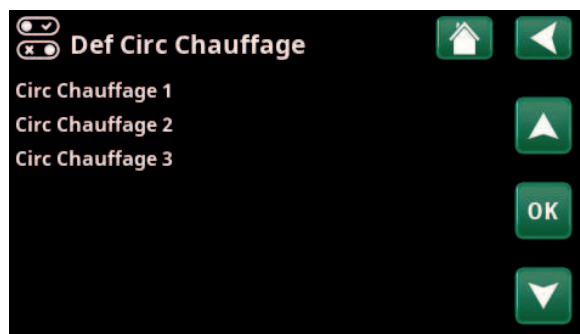 Def Circ Chauffage
Circ Chauffage 1
Circ Chauffage 2
Circ Chauffage 3
OK